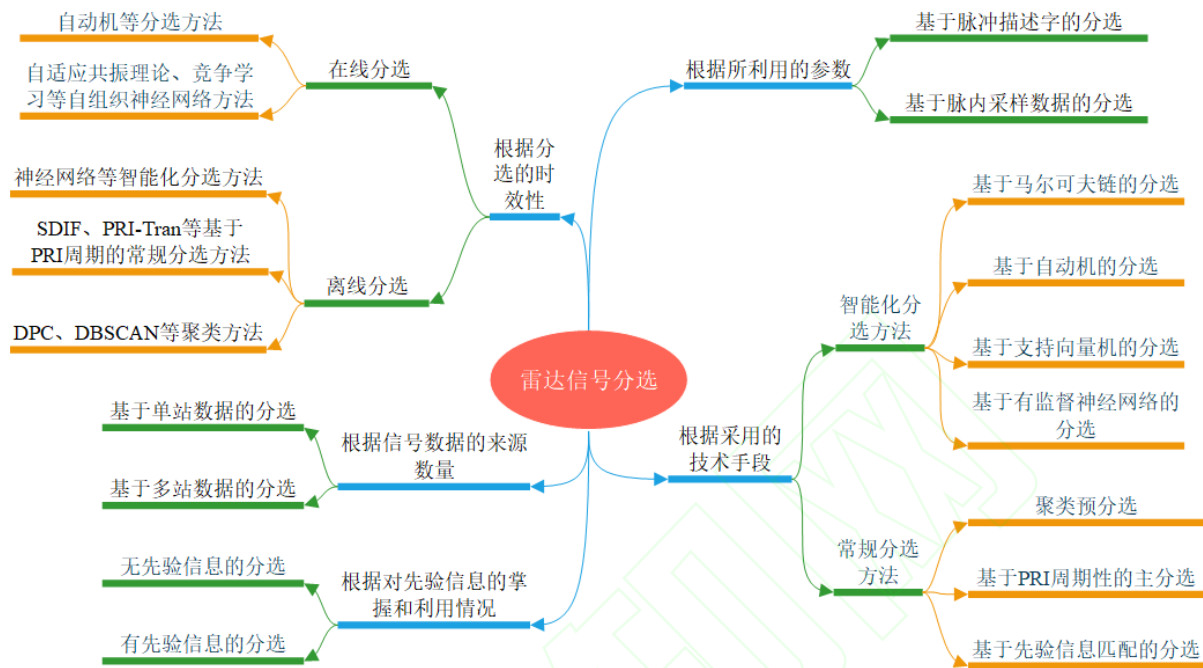 自动机等分选方法
自适应共振理论、竞争学
习等自组织神经网络方法
在线分选
神经网络等智能化分选方法
SDIF、PRI-Tran等基于
PRI周期的常规分选方法
DPC、DBSCAN等聚类方法
离线分选
根据分
选的时
效性
根据所利用的参数
基于脉冲描述字的分选
基于脉内采样数据的分选
雷达信号分选
基于单站数据的分选
基于多站数据的分选
根据信号数据的来源
数量
无先验信息的分选
有先验信息的分选
根据对先验信息的掌
握和利用情况
根据采用的
技术手段
智能化分
选方法
基于马尔可夫链的分选
基于自动机的分选
基于支持向量机的分选
基于有监督神经网络的
分选
常规分选
方法
聚类预分选
基于PRI周期性的主分选
基于先验信息匹配的分选